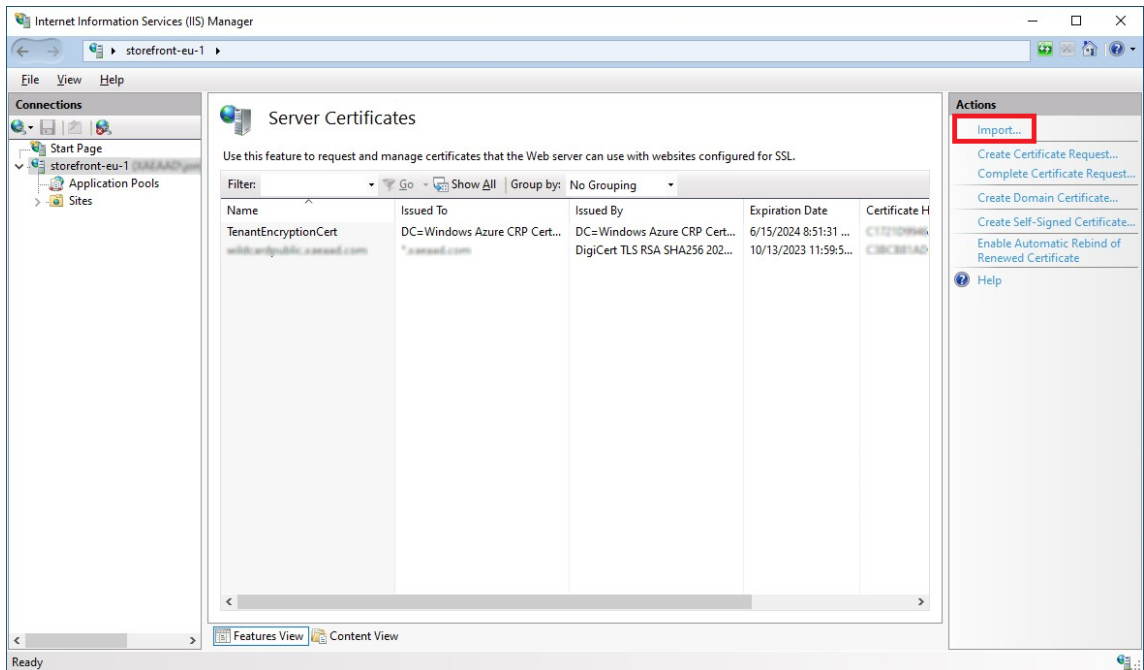 Internet Information Services (IIS) Manager
storefront-eu-1
File View Help
Connections
Start Page
storefront-eu-1
Application Pools
Sites
Server Certificates
Use this feature to request and manage certificates that the Web server can use with websites configured for SSL.
Filter: Go Show All Group by: No Grouping
Name Issued To Issued By Expiration Date Certificate H
TenantEncryptionCert DC=Windows Azure CRP Cert... DC=Windows Azure CRP Cert... 6/15/2024 8:51:31 ...
DigiCert TLS RSA SHA256 202... 10/13/2023 11:59:5...
Features View Content View
Actions
Import...
Create Certificate Request...
Complete Certificate Request...
Create Domain Certificate...
Create Self-Signed Certificate...
Enable Automatic Rebind of
Renewed Certificate
Help
Ready